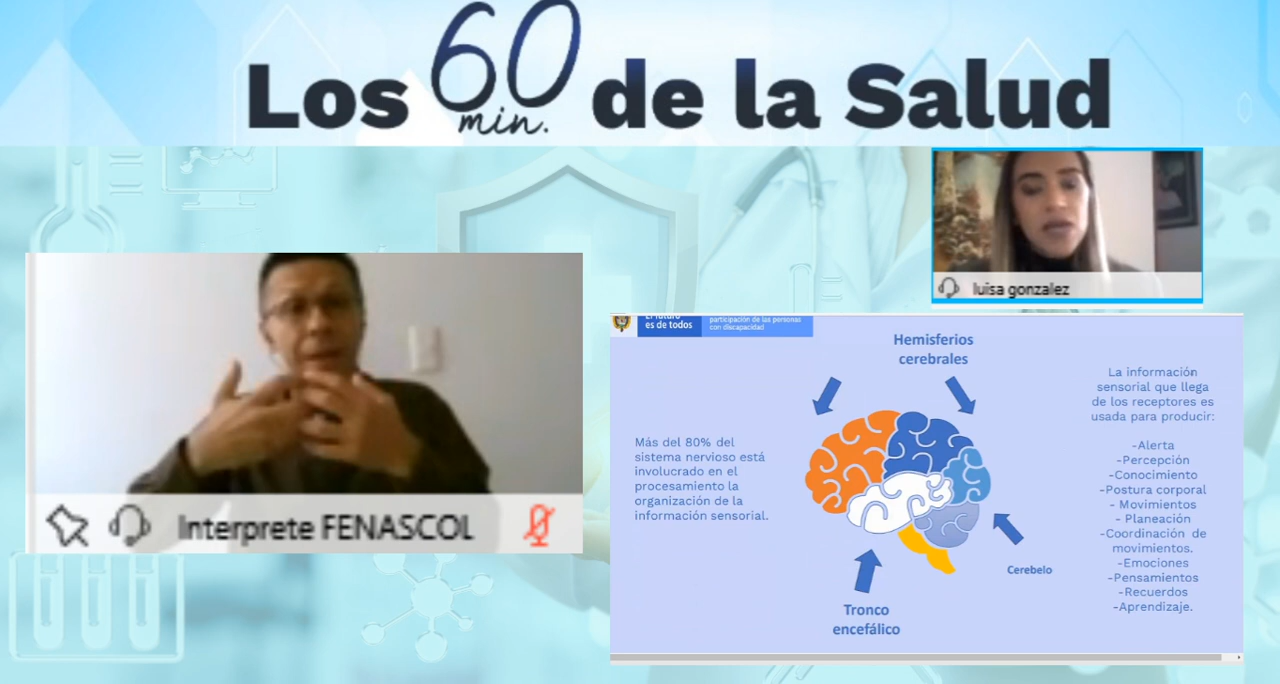 Los 60 min. de la Salud
luisa gonzalez
Interprete FENASCOL
El futuro
es de todos
participación de las personas
con discapacidad
Hemisferios
cerebrales
Más del 80% del
sistema nervioso está
involucrado en el
procesamiento la
organización de la
información sensorial.
La información
sensorial que llega
de los receptores es
usada para producir:
-Alerta
-Percepción
-Conocimiento
-Postura corporal
- Movimientos
- Planeación
-Coordinación de
movimientos.
-Emociones
-Pensamientos
-Recuerdos
-Aprendizaje.
Cerebelo
Tronco
encefálico